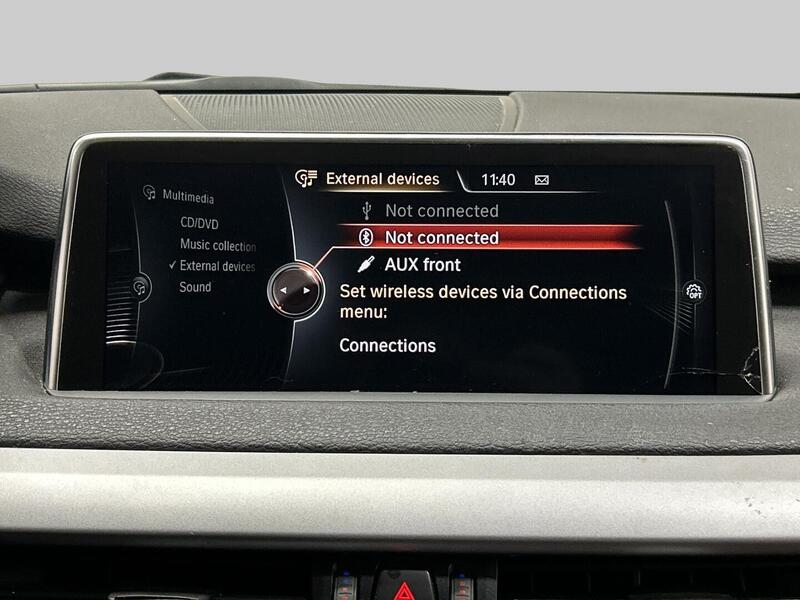 External devices 11:40
Multimedia
CD/DVD
Music collection
External devices
Sound
Not connected
Not connected
AUX front
Set wireless devices via Connections
menu:
Connections
OPT